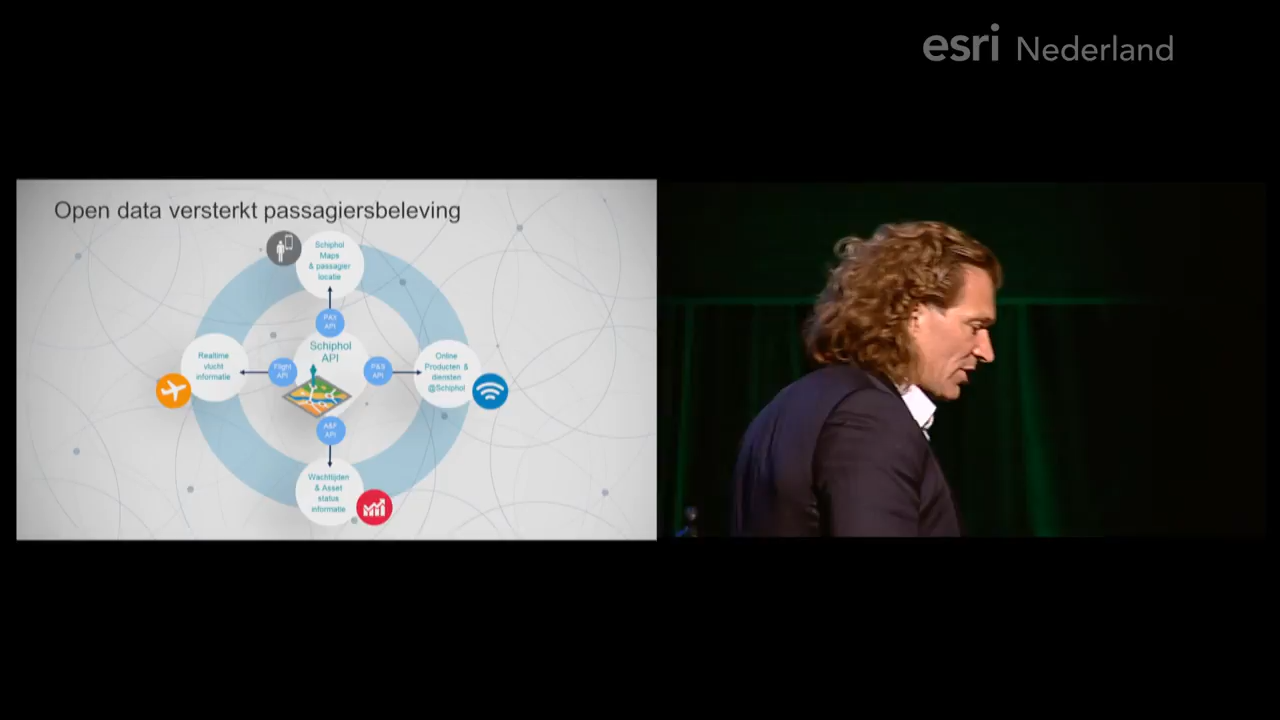 esri Nederland
Open data versterkt passagiersbeleving
Schiphol
Maps
& passagier
locatie
PAX
API
Schiphol
API
Realtime
vlucht
informatie
Flight
API
P&S
API
Online
Producten &
diensten
@Schiphol
A&F
API
Wachttijden
& Asset
status
informatie